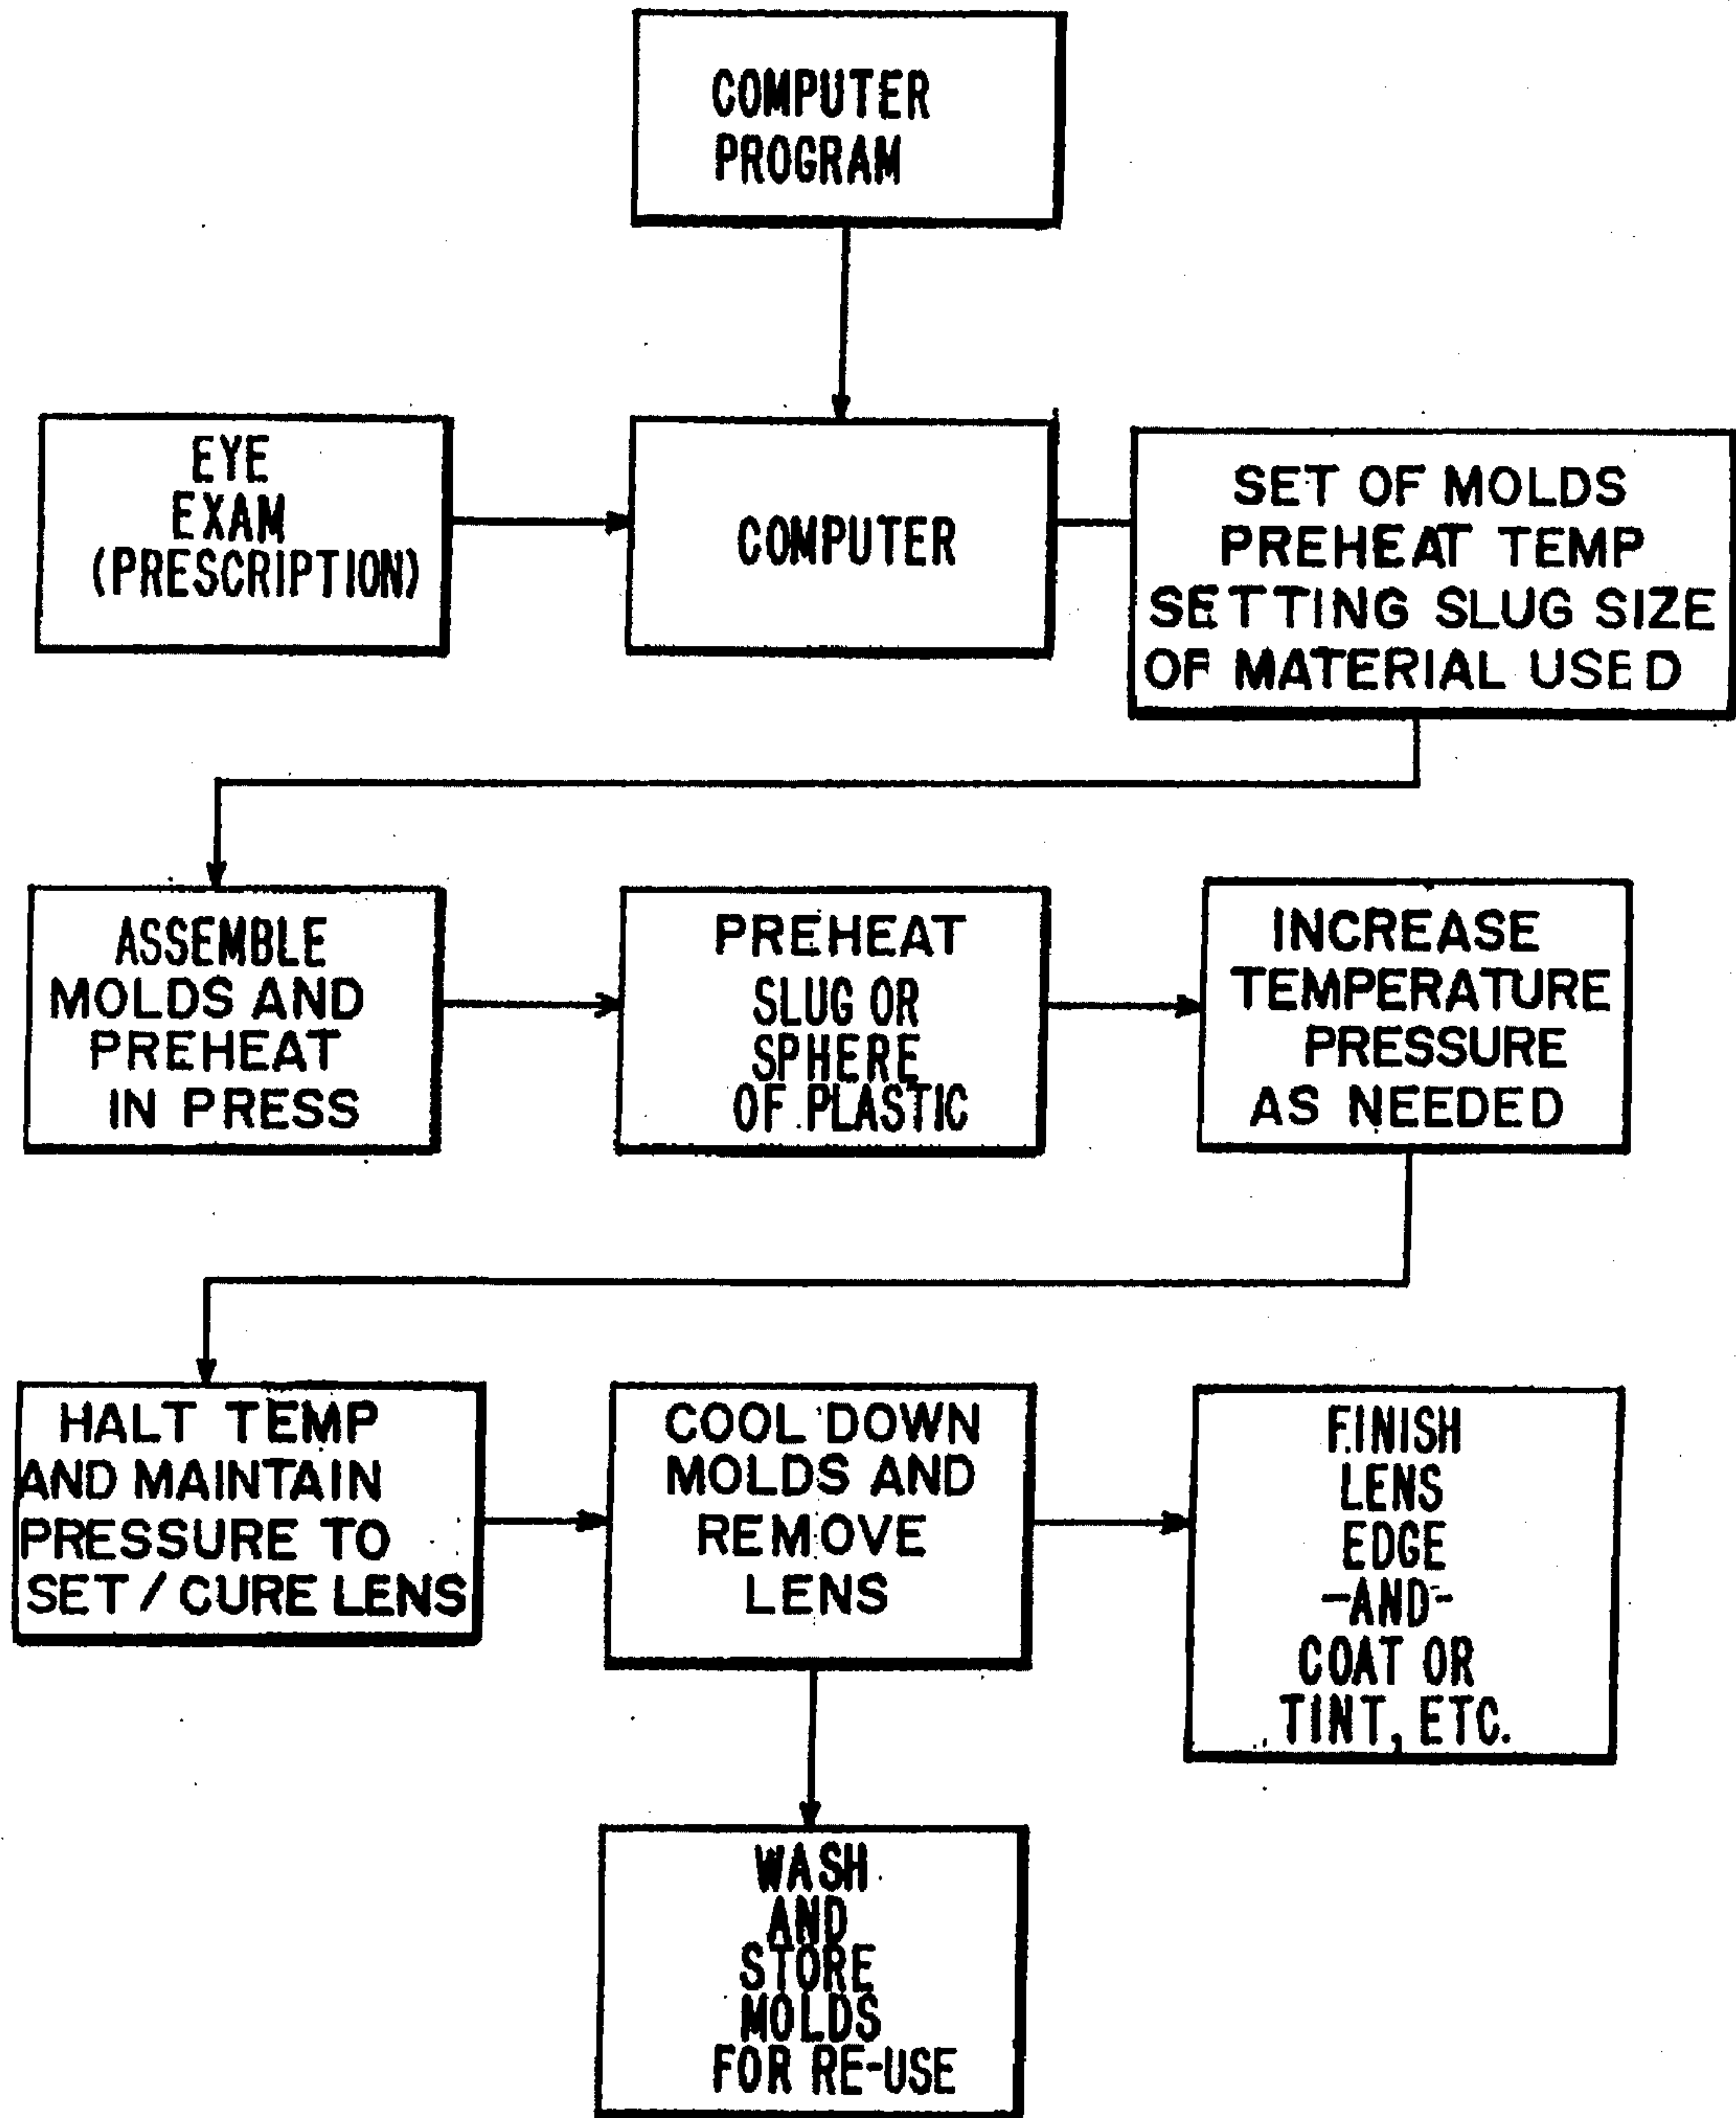 COMPUTER
PROGRAM
EYE
EXAM
(PRESCRIPTION)
COMPUTER
SET OF MOLDS
PREHEAT TEMP
SETTING SLUG SIZE
OF MATERIAL USED
ASSEMBLE
MOLDS AND
PREHEAT
IN PRESS
PREHEAT
SLUG OR
SPHERE
OF PLASTIC
INCREASE
TEMPERATURE
PRESSURE
AS NEEDED
HALT TEMP
AND MAINTAIN
PRESSURE TO
SET / CURE LENS
COOL DOWN
MOLDS AND
REMOVE
LENS
FINISH
LENS
EDGE
-AND-
COAT OR
TINT, ETC.
WASH
AND
STORE
MOLDS
FOR RE-USE